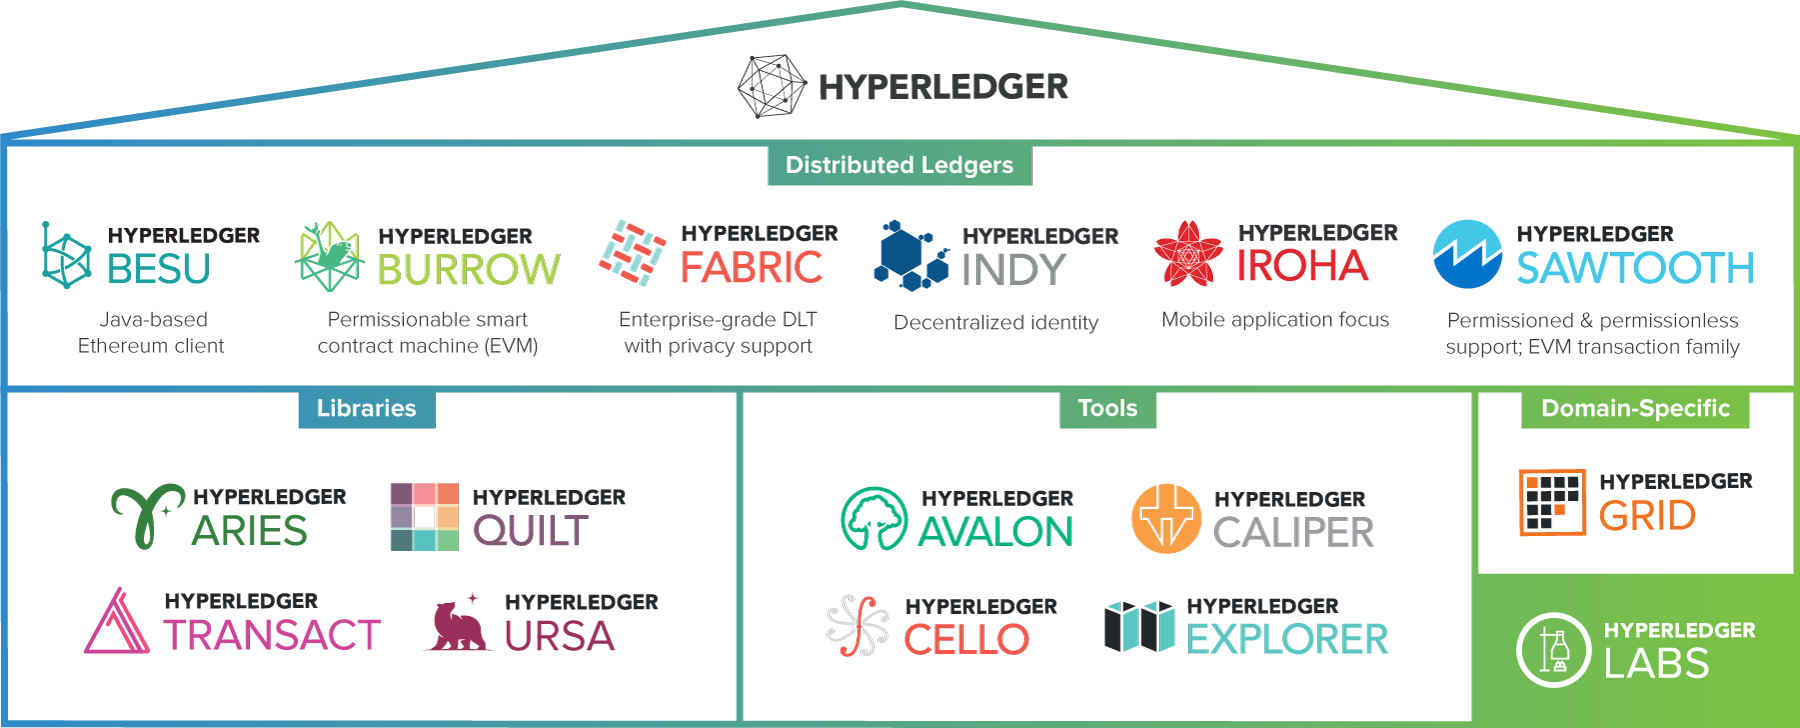 HYPERLEDGER
Distributed Ledgers
HYPERLEDGER
BESU
Java-based
Ethereum client
HYPERLEDGER
BURROW
Permissionable smart
contract machine (EVM)
HYPERLEDGER
FABRIC
Enterprise-grade DLT
with privacy support
HYPERLEDGER
INDY
Decentralized identity
HYPERLEDGER
IROHA
Mobile application focus
HYPERLEDGER
SAWTOOTH
Permissioned & permissionless
support; EVM transaction family
Libraries
HYPERLEDGER
ARIES
HYPERLEDGER
QUILT
HYPERLEDGER
TRANSACT
HYPERLEDGER
URSA
Tools
HYPERLEDGER
AVALON
HYPERLEDGER
CALIPER
HYPERLEDGER
CELLO
HYPERLEDGER
EXPLORER
Domain-Specific
HYPERLEDGER
GRID
HYPERLEDGER
LABS